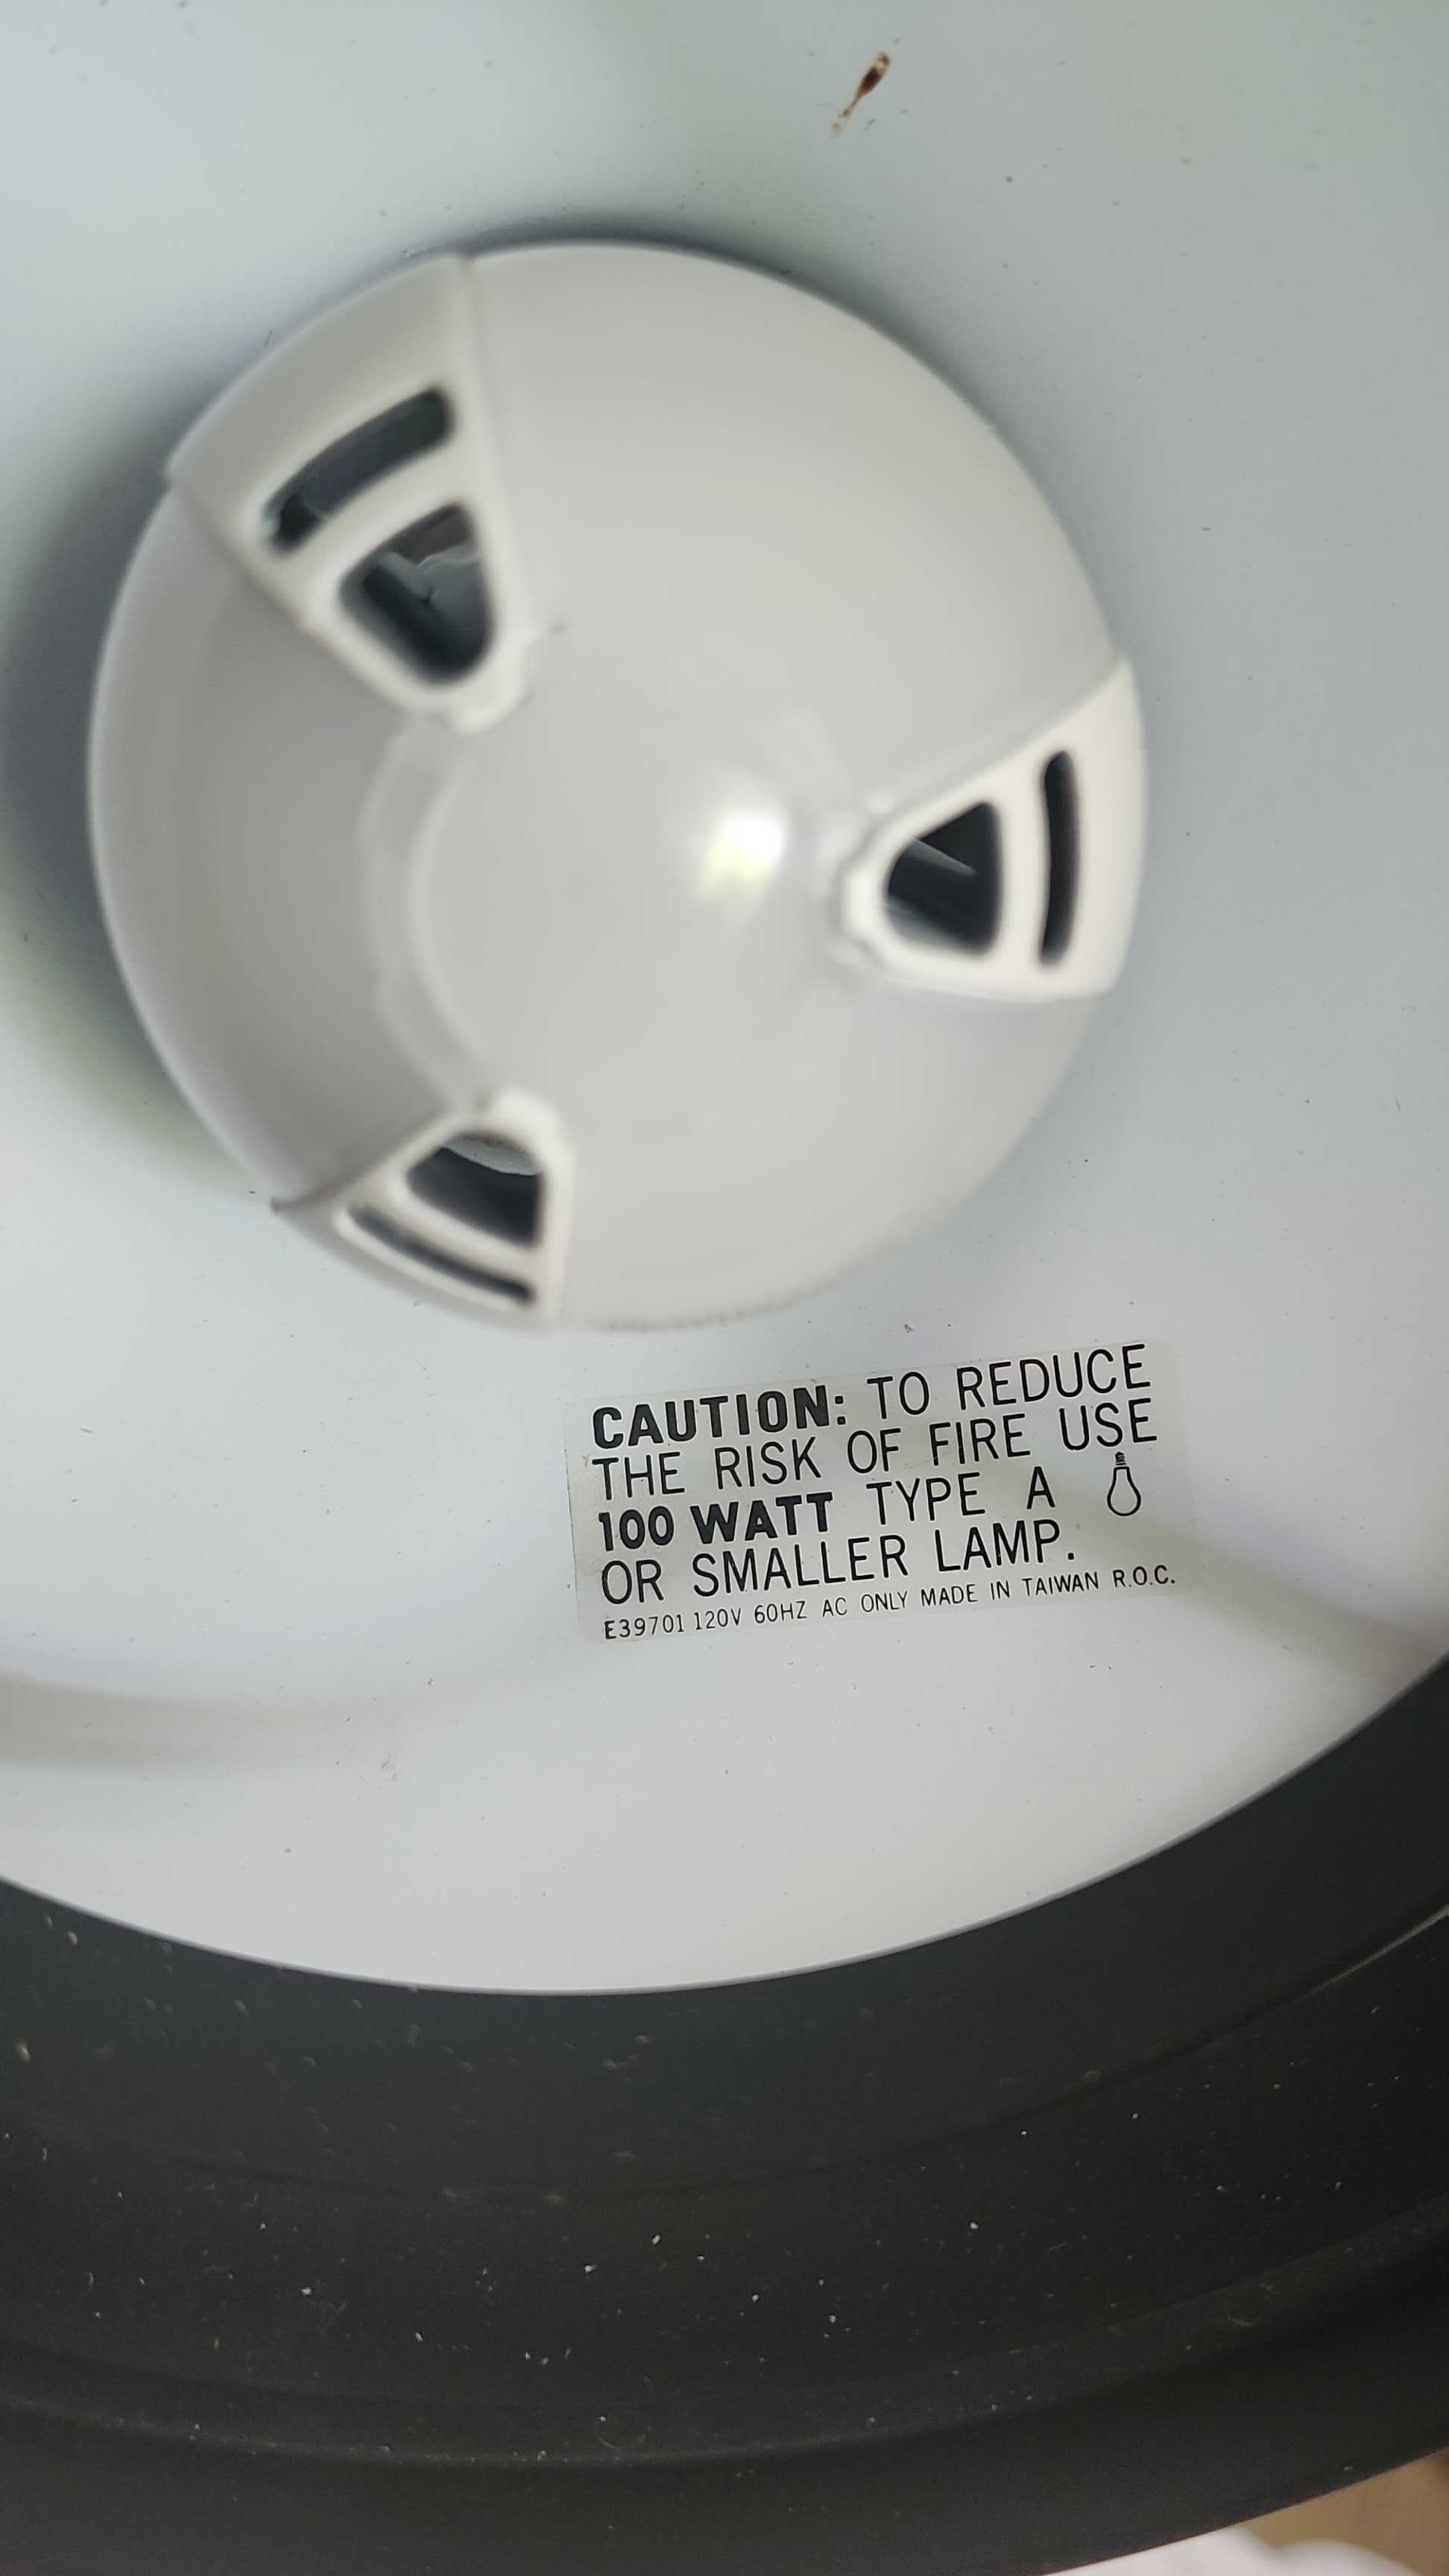 CAUTION: TO REDUCE
THE RISK OF FIRE USE
100 WATT TYPE A
OR SMALLER LAMP.
E39701 120V 60HZ AC ONLY MADE IN TAIWAN R.O.C.